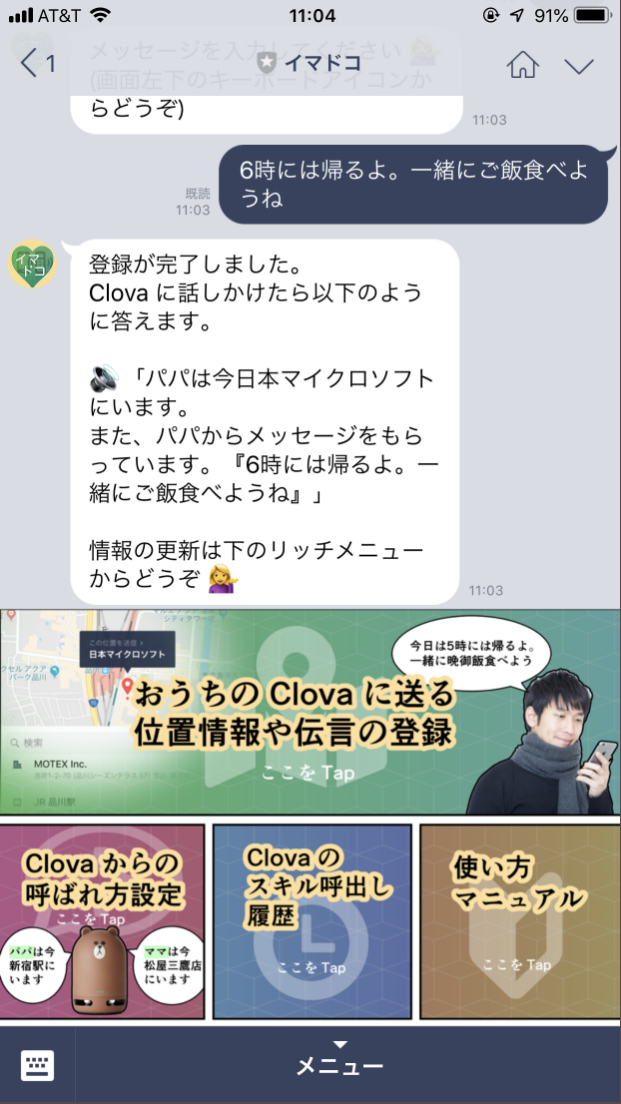 AT&T
11:04
91%
1
イマドコ
メッセージを入力してください
(画面左下のキーボードアイコンか
らどうぞ)
11:03
6時には帰るよ。一緒にご飯食べよ
うね
既読
11:03
イマ
ドコ
登録が完了しました。
Clova に話しかけたら以下のよう
に答えます。
「パパは今日本マイクロソフト
にいます。
また、パパからメッセージをもら
っています。『6時には帰るよ。一
緒にご飯食べようね』」
情報の更新は下のリッチメニュー
からどうぞ
11:03
この位置を送信 >
日本マイクロソフト
クセル アクア
パーク品川
検索
MOTEX Inc.
JR 品川駅
今日は5時には帰るよ。
一緒に晩御飯食べよう
おうちの Clova に送る
位置情報や伝言の登録
ここを Tap
Clova からの
呼ばれ方設定
ここを Tap
パパは今
新宿駅に
います
ママは今
松屋三鷹店
にいます
Clova の
スキル呼出し
履歴
ここを Tap
使い方
マニュアル
ここを Tap
メニュー